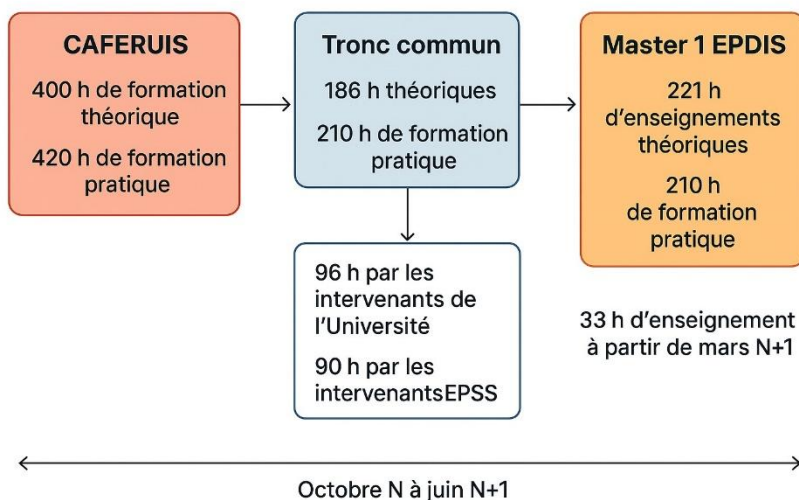 CAFERUIS
400 h de formation
théorique
420 h de formation
pratique
Tronc commun
186 h théoriques
210 h de formation
pratique
Master 1 EPDIS
221 h
d’enseignements
théoriques
210 h
de formation
pratique
96 h par les
intervenants de
l’Université
90 h par les
intervenantsEPSS
33 h d’enseignement
à partir de mars N+1
Octobre N à juin N+1